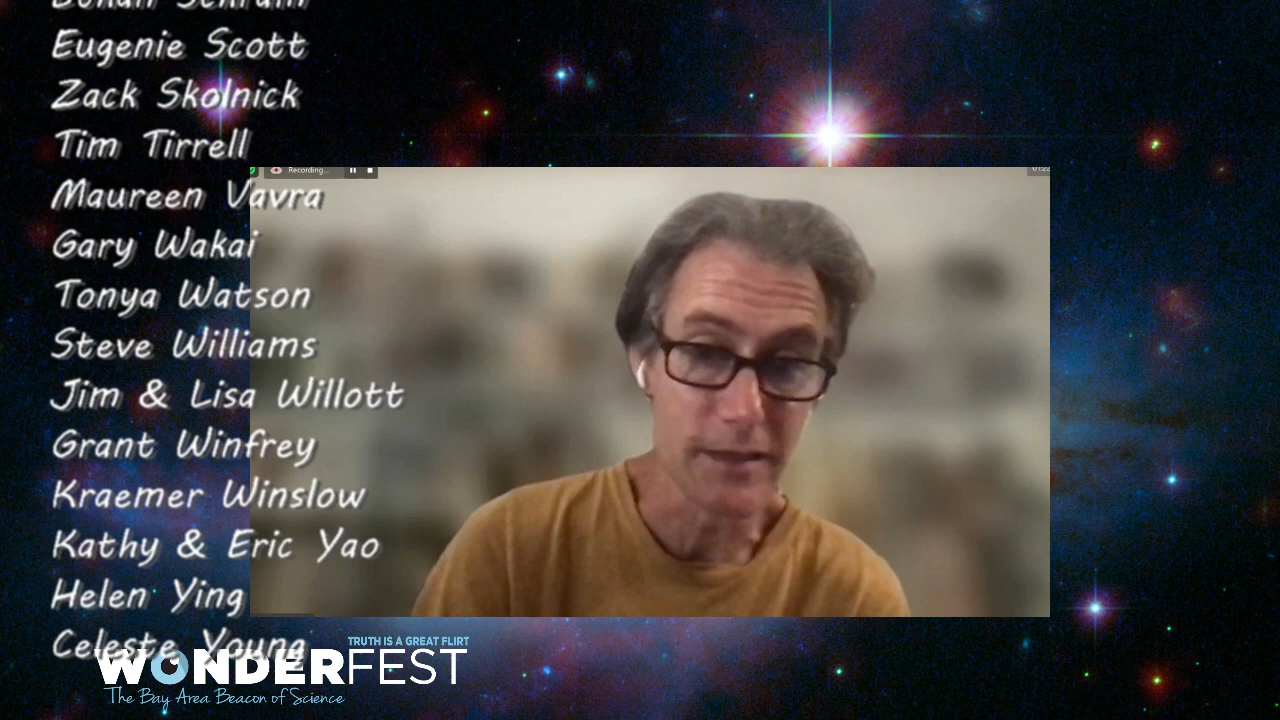 Eugenie Scott
Zack Skolnick
Tim Tirrell
Maureen Vavra
Gary Wakai
Tonya Watson
Steve Williams
Jim & Lisa Willott
Grant Winfrey
Kraemer Winslow
Kathy & Eric Yao
Helen Ying
Celeste Young
Recording...
TRUTH IS A GREAT FLIRT
WONDERFEST
The Bay Area Beacon of Science